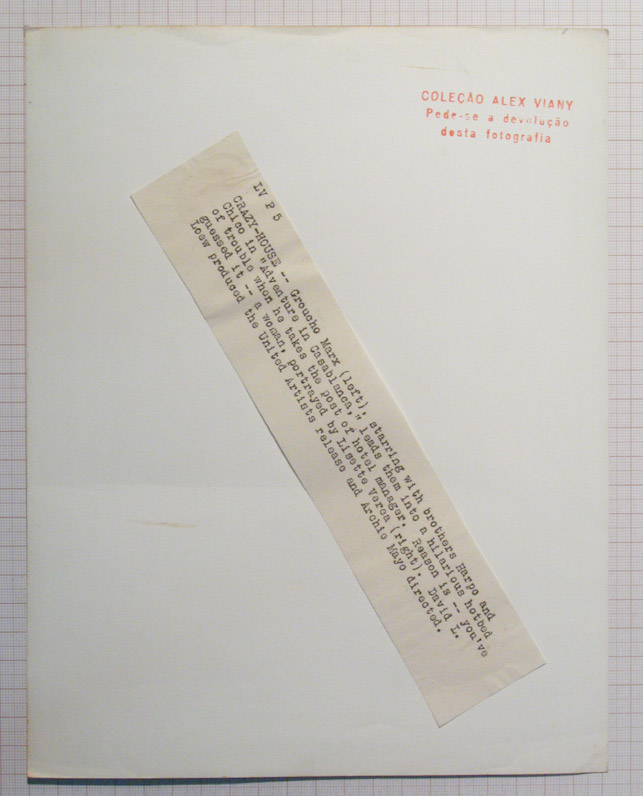 COLEÇÃO ALEX VIANY
Pede-se a devolução
desta fotografia
LV P 5
CRAZY-HOUSE -- Groucho Marx (left), starring with brothers Harpo and
Chico in "Adventure in Casablanca," leads them into a hilarious hotbed
of trouble when he takes the post of hotel manager. Reason is -- you've
guessed it -- a woman, portrayed by Lisette Verea (right). David L.
Loew produced the United Artists release and Archie Mayo directed.